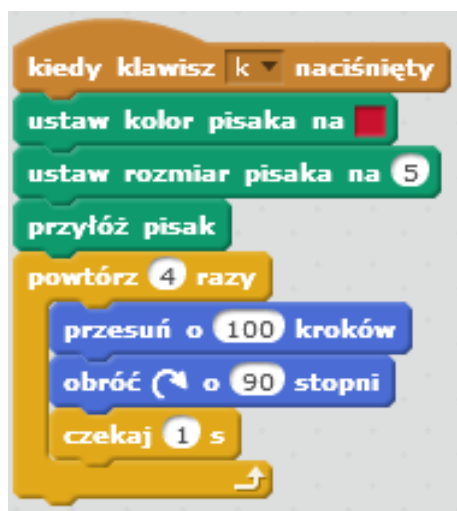 kiedy klawisz k naciśnięty
ustaw kolor pisaka na
ustaw rozmiar pisaka na 5
przyłóż pisak
powtórz 4 razy
przesuń o 100 kroków
obróć o 90 stopni
czekaj 1 s